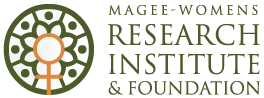 MAGEE-WOMENS
RESEARCH
INSTITUTE
& FOUNDATION